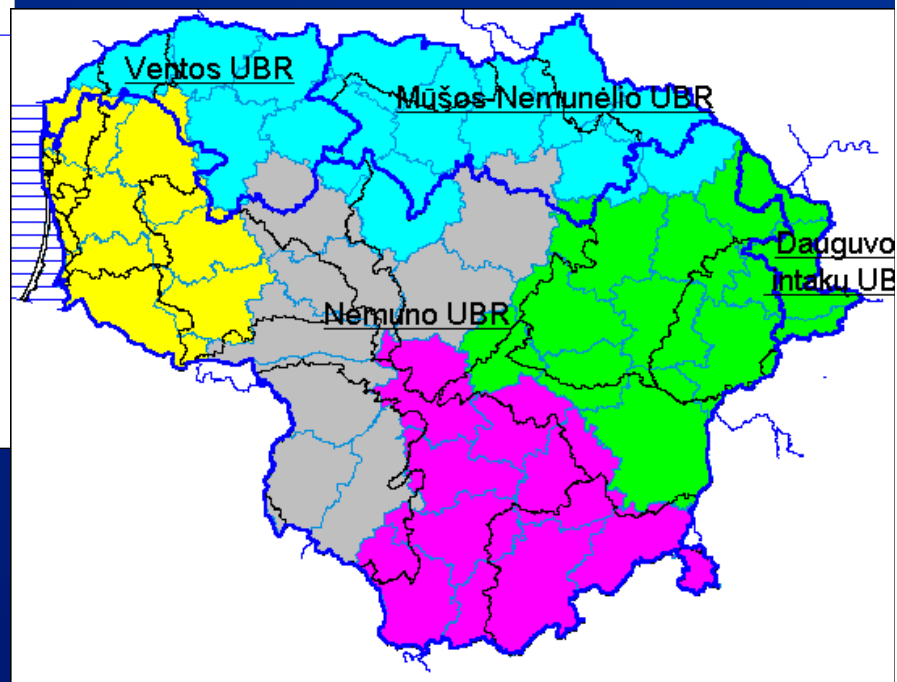 Ventos UBR
Mūšos-Nemunėlio UBR
Dauguvo
intakų UB
Nemuno UBR